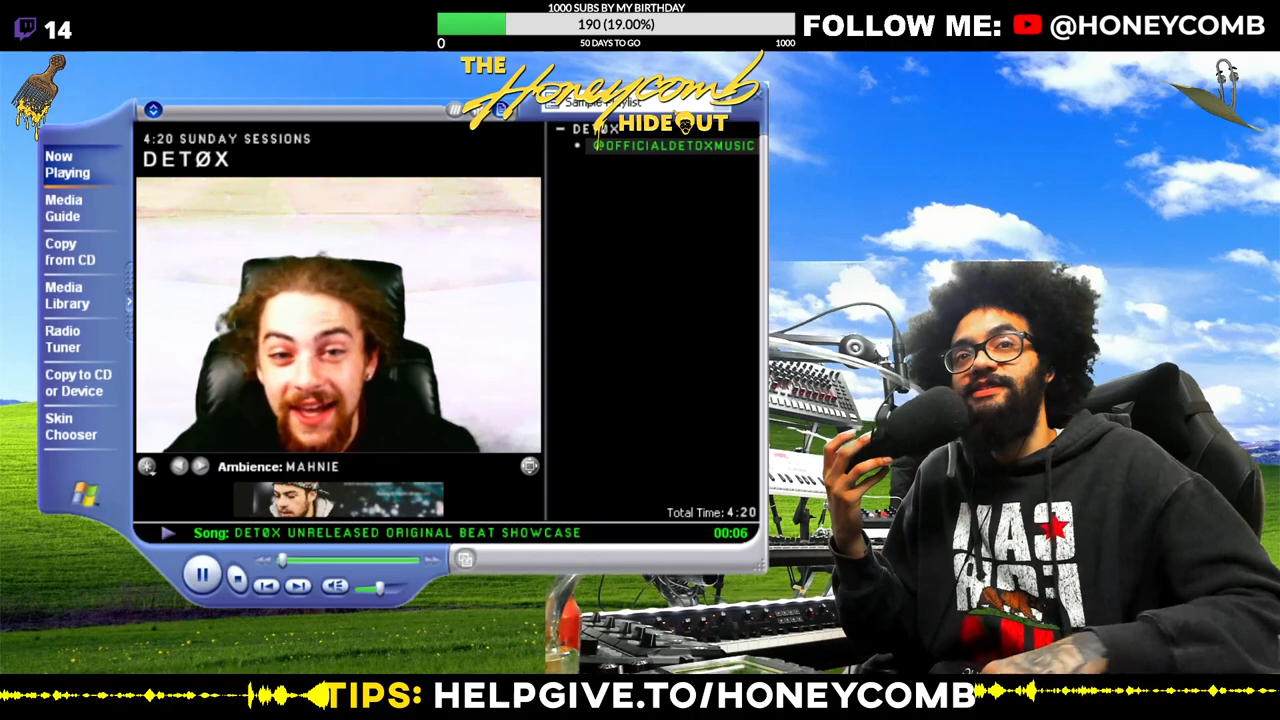 14
1000 SUBS BY MY BIRTHDAY
190 (19.00%)
0
50 DAYS TO GO
1000
FOLLOW ME: @HONEYCOMB
THE
Honeycomb
HIDEOUT
Sample Playlist
4:20 SUNDAY SESSIONS
DETØX
DETØX
@OFFICIALDETOXMUSIC
Now
Playing
Media
Guide
Copy
from CD
Media
Library
Radio
Tuner
Copy to CD
or Device
Skin
Chooser
Ambience: MAHNIE
Total Time: 4:20
Song: DETØX UNRELEASED ORIGINAL BEAT SHOWCASE
00:06
TIPS: HELPGIVE.TO/HONEYCOMB